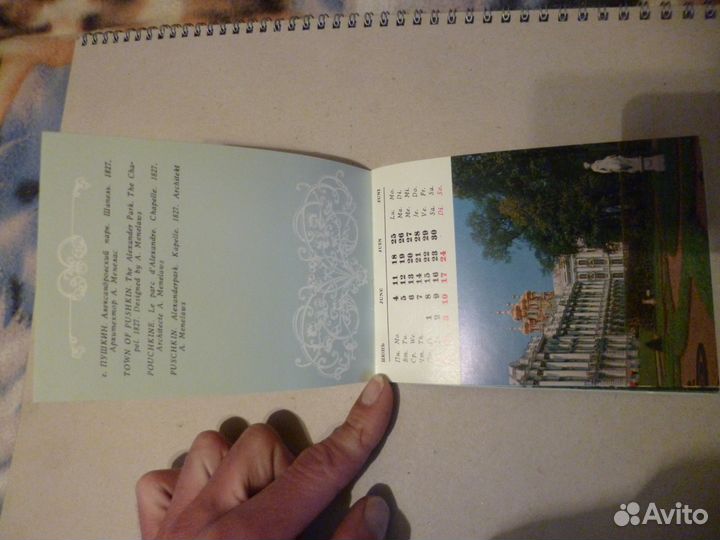 г. ПУШКИН. Александровский парк. Шапель. 1827.
Архитектор А. Менелас
TOWN OF PUSHKIN. The Alexander Park. The Cha-
pel. 1827. Designed by A. Menelaws
POUCHKINE. Le parc d'Alexandre. Chapelle. 1827.
Architecte A. Menelaws
PUSCHKIN. Alexanderpark. Kapelle. 1827. Architekt
A. Menelaws
ИЮНЬ JUNE JUIN JUNI
Пн. Mo. 4 11 18 25 Lu. Mo.
Вт. Tu. 5 12 19 26 Ma. Di.
Ср. We. 6 13 20 27 Me. Mi.
Чт. Th. 7 14 21 28 Je. Do.
1 8 15 22 29 Ve. Fr.
2 9 16 23 30 Sa. Sa.
3 10 17 24 Di. So.
Avito